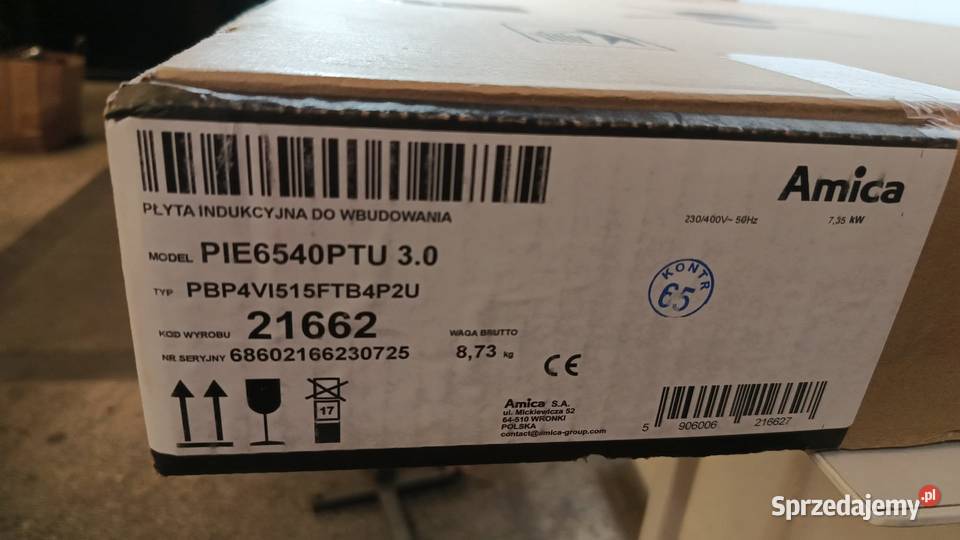 Amica
PŁYTA INDUKCYJNA DO WBUDOWANIA
230/400V~ 50Hz 7,35 kW
MODEL PIE6540PTU 3.0
TYP PBP4VI515FTB4P2U
KONTR
65
KOD WYROBU 21662
WAGA BRUTTO
8,73 kg
NR SERYJNY 68602166230725
CE
17
Amica S.A.
ul. Mickiewicza 52
64-510 WRONKI
POLSKA
contact@amica-group.com
5 906006 216627
Sprzedajemy.pl